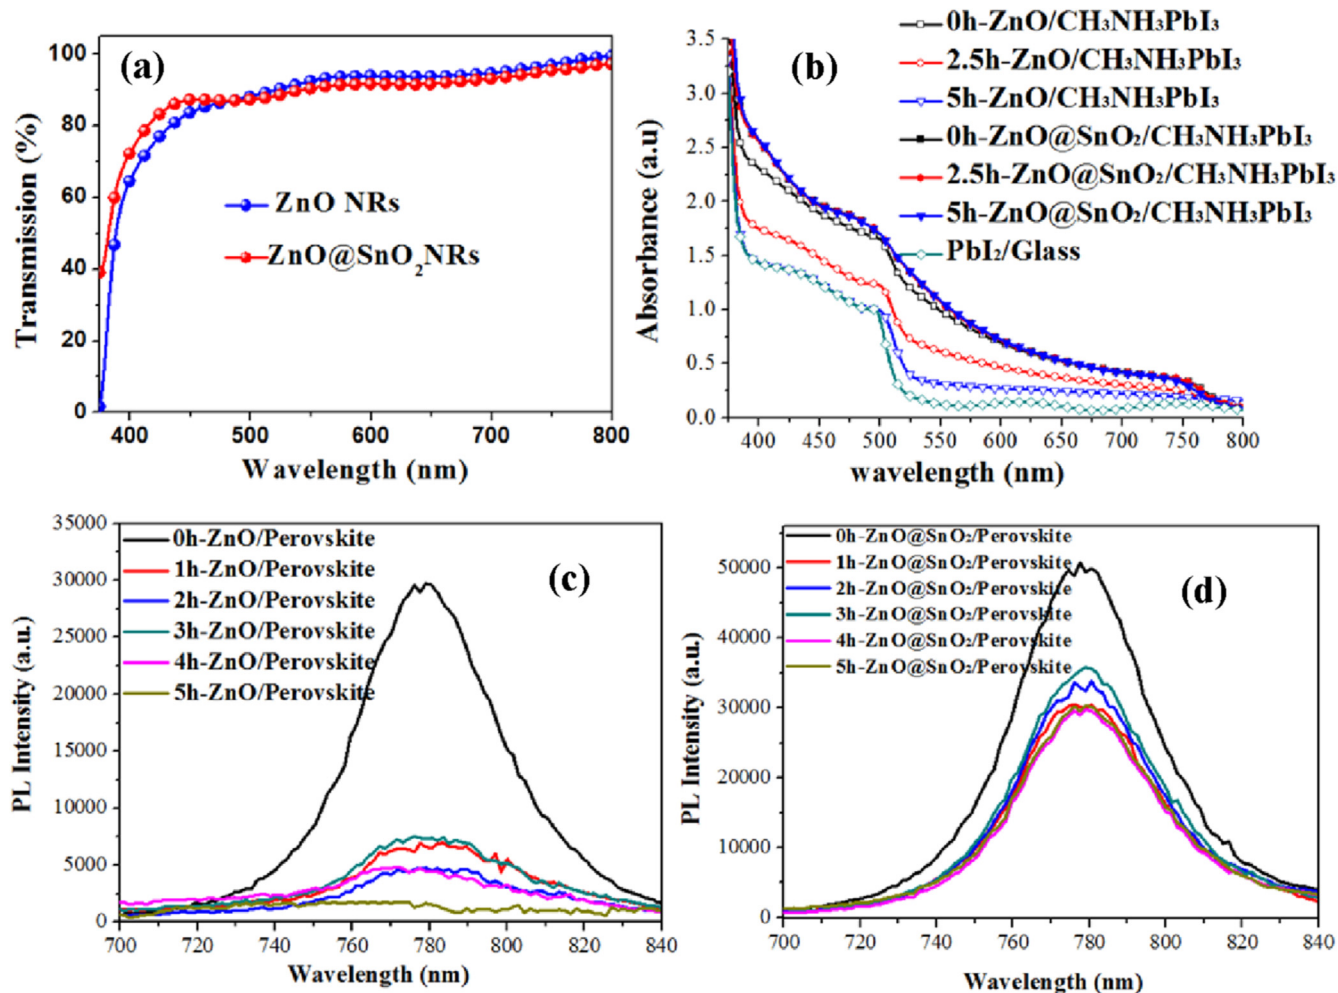 (a)
100
80
60
40
20
0
Transmission (%)
ZnO NRs
ZnO@SnO₂NRs
400 500 600 700 800
Wavelength (nm)
(b)
0h-ZnO/CH₃NH₃PbI₃
2.5h-ZnO/CH₃NH₃PbI₃
5h-ZnO/CH₃NH₃PbI₃
0h-ZnO@SnO₂/CH₃NH₃PbI₃
2.5h-ZnO@SnO₂/CH₃NH₃PbI₃
5h-ZnO@SnO₂/CH₃NH₃PbI₃
PbI₂/Glass
3.5
3.0
2.5
2.0
1.5
1.0
0.5
0.0
Absorbance (a.u)
400 450 500 550 600 650 700 750 800
wavelength (nm)
35000
30000
25000
20000
15000
10000
5000
0
PL Intensity (a.u.)
0h-ZnO/Perovskite
1h-ZnO/Perovskite
2h-ZnO/Perovskite
3h-ZnO/Perovskite
4h-ZnO/Perovskite
5h-ZnO/Perovskite
(c)
700 720 740 760 780 800 820 840
Wavelength (nm)
50000
40000
30000
20000
10000
0
PL Intensity (a.u.)
0h-ZnO@SnO₂/Perovskite
1h-ZnO@SnO₂/Perovskite
2h-ZnO@SnO₂/Perovskite
3h-ZnO@SnO₂/Perovskite
4h-ZnO@SnO₂/Perovskite
5h-ZnO@SnO₂/Perovskite
(d)
700 720 740 760 780 800 820 840
Wavelength (nm)